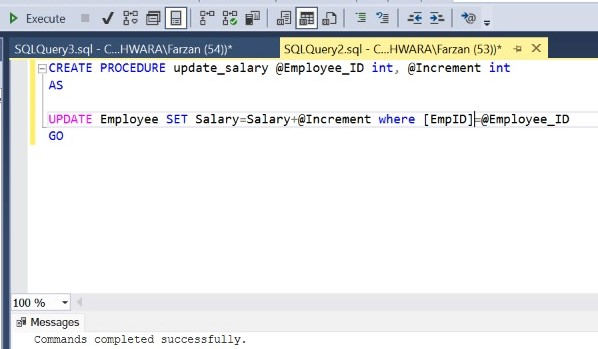 Execute
SQLQuery3.sql - C...HWARA\Farzan (54))*
SQLQuery2.sql - C...HWARA\Farzan (53))*
CREATE PROCEDURE update_salary @Employee_ID int, @Increment int
AS
UPDATE Employee SET Salary=Salary+@Increment where [EmpID]=@Employee_ID
GO
100 %
Messages
Commands completed successfully.